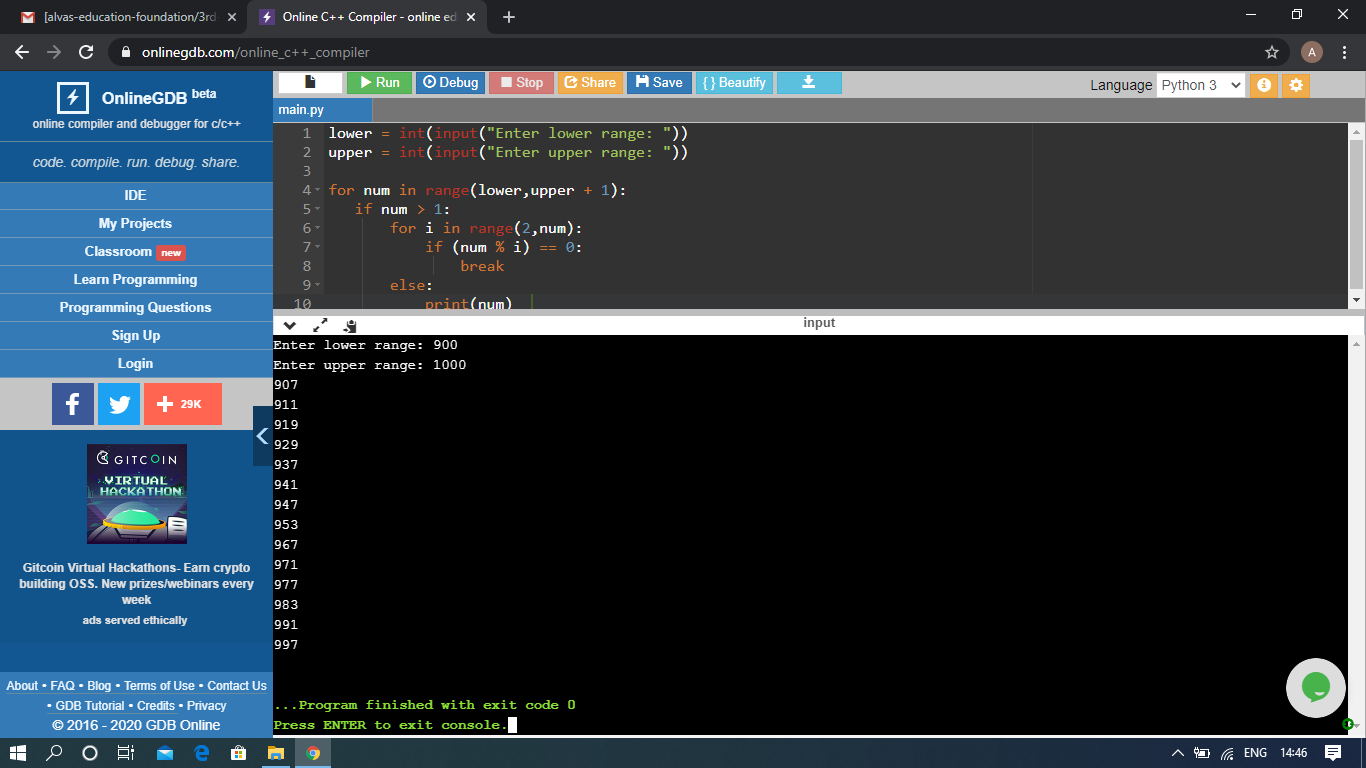 [alvas-education-foundation/3rd
Online C++ Compiler - online ed
onlinegdb.com/online_c++_compiler
A
OnlineGDB beta
online compiler and debugger for c/c++
code. compile. run. debug. share.
IDE
My Projects
Classroom new
Learn Programming
Programming Questions
Sign Up
Login
f
+ 29K
GITCOIN
VIRTUAL
HACKATHON
Gitcoin Virtual Hackathons- Earn crypto
building OSS. New prizes/webinars every
week
ads served ethically
About • FAQ • Blog • Terms of Use • Contact Us
• GDB Tutorial • Credits • Privacy
© 2016 - 2020 GDB Online
Run Debug Stop Share Save { } Beautify
Language Python 3
main.py
1 lower = int(input("Enter lower range: "))
2 upper = int(input("Enter upper range: "))
3
4 for num in range(lower,upper + 1):
5 if num > 1:
6 for i in range(2,num):
7 if (num % i) == 0:
8 break
9 else:
10 print(num)
input
Enter lower range: 900
Enter upper range: 1000
907
911
919
929
937
941
947
953
967
971
977
983
991
997
...Program finished with exit code 0
Press ENTER to exit console.
ENG 14:46